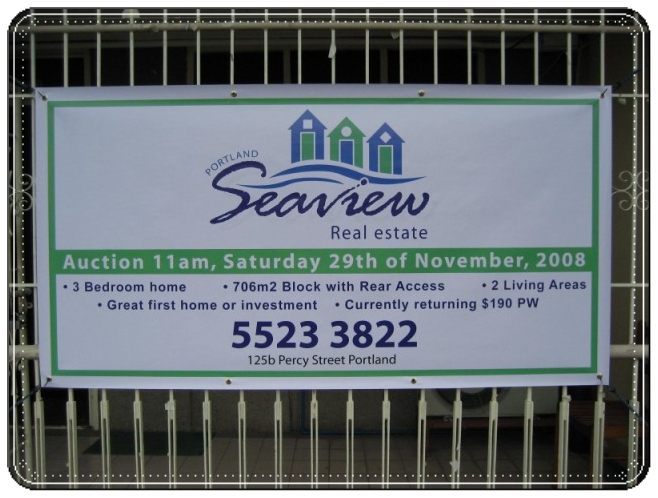 PORTLAND
Seaview
Real estate
Auction 11am, Saturday 29th of November, 2008
• 3 Bedroom home • 706m2 Block with Rear Access • 2 Living Areas
• Great first home or investment • Currently returning $190 PW
5523 3822
125b Percy Street Portland